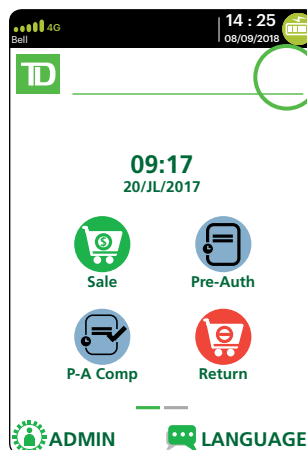 4G
Bell
14 : 25
08/09/2018
TD
09:17
20/JL/2017
Sale
Pre-Auth
P-A Comp
Return
ADMIN
LANGUAGE